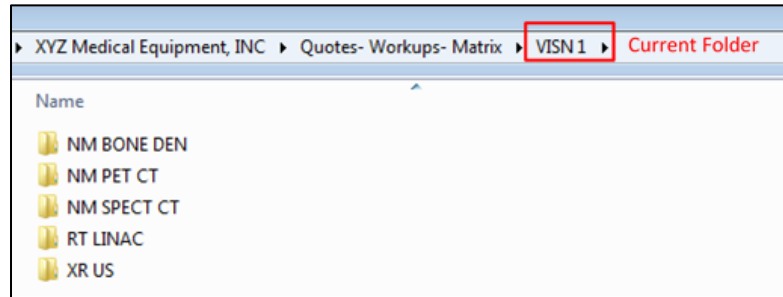 XYZ Medical Equipment, INC ▸ Quotes- Workups- Matrix ▸ VISN 1 ▸ Current Folder
Name
NM BONE DEN
NM PET CT
NM SPECT CT
RT LINAC
XR US